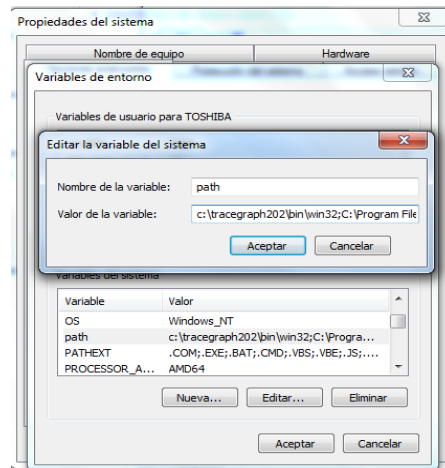 Propiedades del sistema
Nombre de equipo Hardware
Variables de entorno
Variables de usuario para TOSHIBA
Editar la variable del sistema
Nombre de la variable: path
Valor de la variable: c:\tracegraph202\bin\win32;C:\Program File
Aceptar Cancelar
Variables del sistema
Variable Valor
OS Windows_NT
path c:\tracegraph202\bin\win32;C:\Progra...
PATHEXT .COM;.EXE;.BAT;.CMD;.VBS;.VBE;.JS;....
PROCESSOR_A... AMD64
Nueva... Editar... Eliminar
Aceptar Cancelar